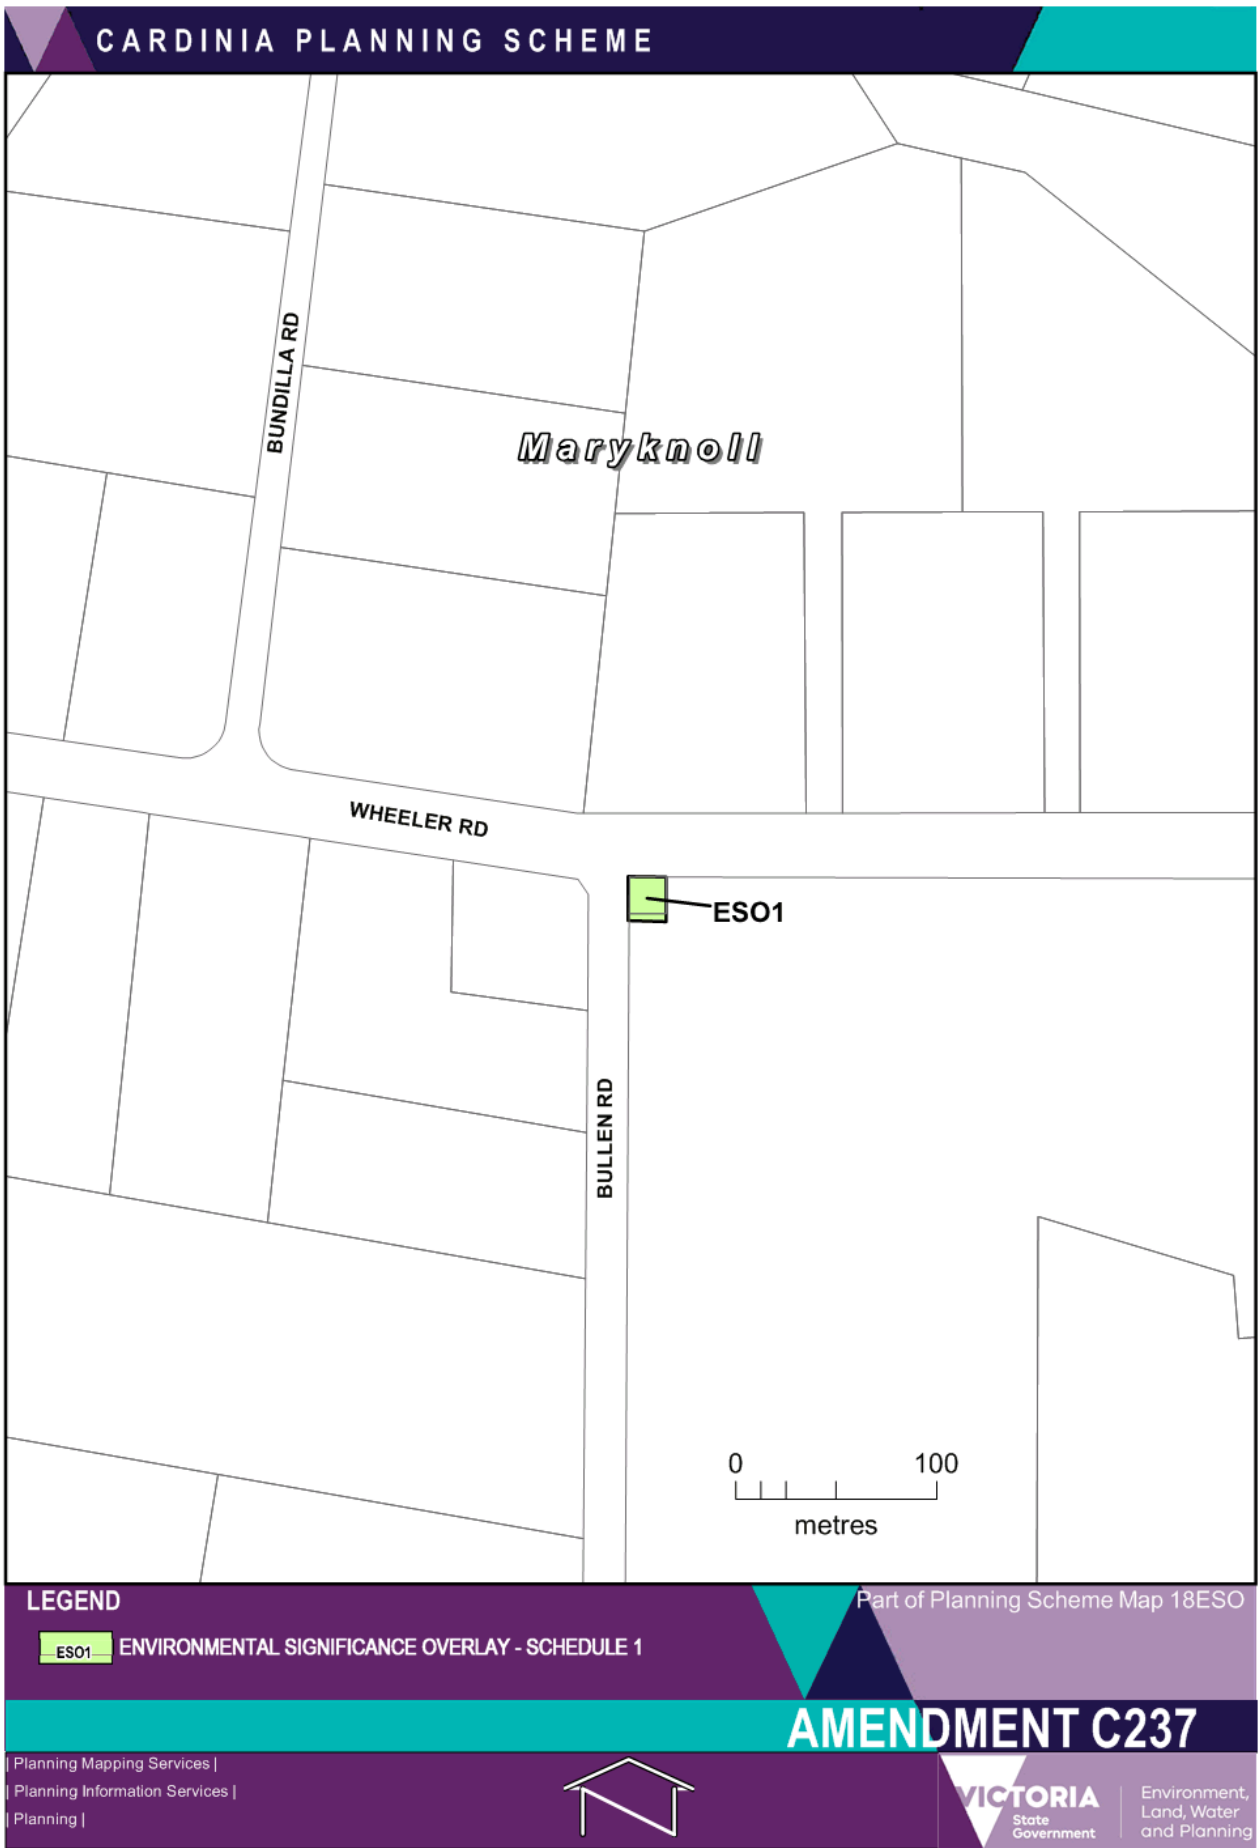 CARDINIA PLANNING SCHEME
BUNDILLA RD
Maryknoll
WHEELER RD
ESO1
BULLEN RD
0 100
metres
LEGEND
Part of Planning Scheme Map 18ESO
ESO1 ENVIRONMENTAL SIGNIFICANCE OVERLAY - SCHEDULE 1
AMENDMENT C237
| Planning Mapping Services |
| Planning Information Services |
| Planning |
VICTORIA
State
Government
Environment,
Land, Water
and Planning